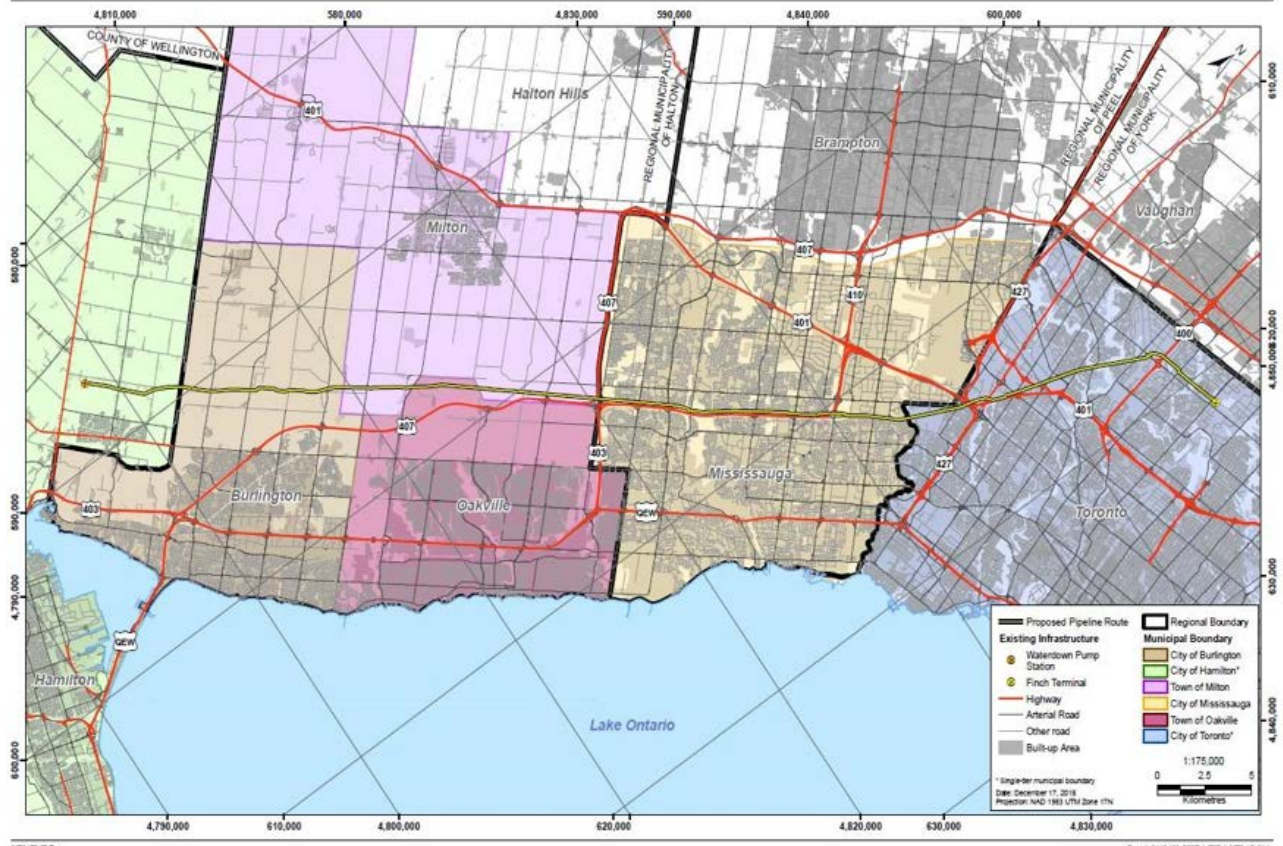 4,810,000
580,000
4,830,000
590,000
4,840,000
600,000
COUNTY OF WELLINGTON
N
610,000
401
Halton Hills
REGIONAL MUNICIPALITY
OF HALTON
Brampton
REGIONAL MUNICIPALITY
OF PEEL
REGIONAL MUNICIPALITY
OF YORK
Vaughan
Milton
407
580,000
427
410
407
401
400
4,850,000
620,000
401
407
403
427
Mississauga
Burlington
Oakville
403
QEW
Toronto
590,000
4,790,000
630,000
QEW
Hamilton
Lake Ontario
4,840,000
600,000
Proposed Pipeline Route
Existing Infrastructure
Waterdown Pump
Station
Finch Terminal
Highway
Arterial Road
Other road
Built-up Area
Regional Boundary
Municipal Boundary
City of Burlington
City of Hamilton*
Town of Milton
City of Mississauga
Town of Oakville
City of Toronto*
1:175,000
0 2.5 5
Kilometres
* Single-tier municipal boundary
Date: December 17, 2018
Projection: NAD 1983 UTM Zone 17N
4,790,000
610,000
4,800,000
620,000
4,820,000
630,000
4,830,000